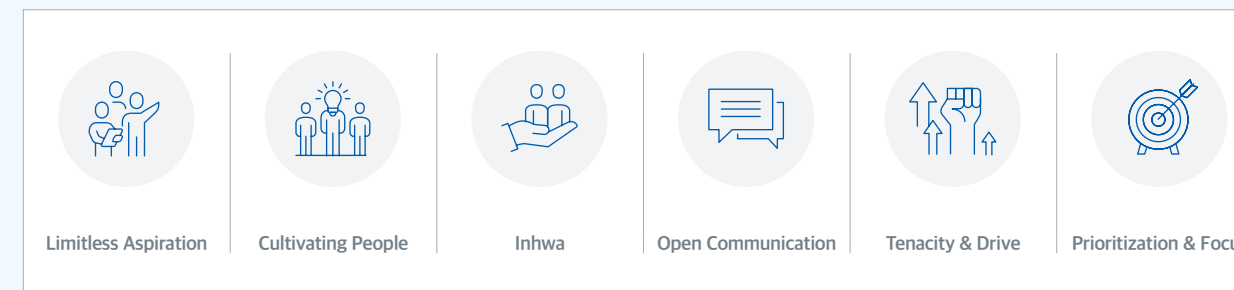 Limitless Aspiration
Cultivating People
Inhwa
Open Communication
Tenacity & Drive
Prioritization & Focu